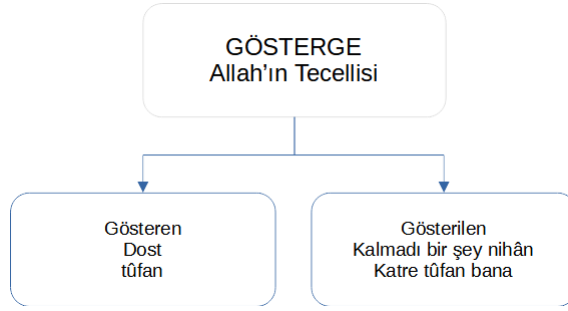 GÖSTERGE
Allah'ın Tecellisi
Gösteren
Dost
tûfan
Gösterilen
Kalmadı bir şey nihân
Katre tûfan bana